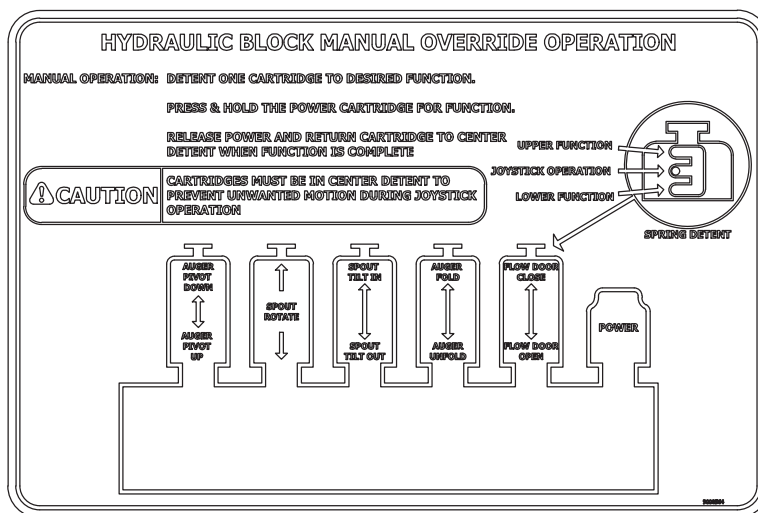 HYDRAULIC BLOCK MANUAL OVERRIDE OPERATION
MANUAL OPERATION: DETENT ONE CARTRIDGE TO DESIRED FUNCTION.
PRESS & HOLD THE POWER CARTRIDGE FOR FUNCTION.
RELEASE POWER AND RETURN CARTRIDGE TO CENTER
DETENT WHEN FUNCTION IS COMPLETE
UPPER FUNCTION
JOYSTICK OPERATION
LOWER FUNCTION
SPRING DETENT
CAUTION
CARTRIDGES MUST BE IN CENTER DETENT TO
PREVENT UNWANTED MOTION DURING JOYSTICK
OPERATION
AUGER
PIVOT
DOWN
AUGER
PIVOT
UP
SPOUT
ROTATE
SPOUT
TILT IN
SPOUT
TILT OUT
AUGER
FOLD
AUGER
UNFOLD
FLOW DOOR
CLOSE
FLOW DOOR
OPEN
POWER